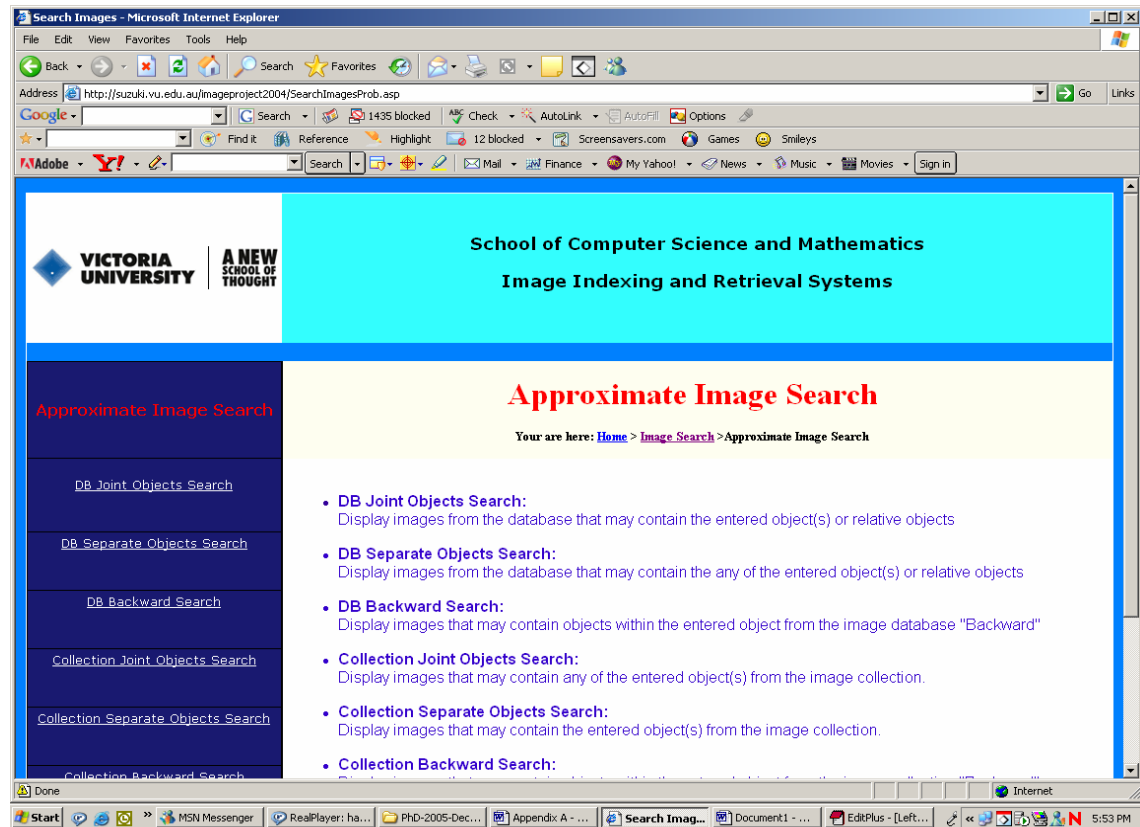 Search Images - Microsoft Internet Explorer
File Edit View Favorites Tools Help
Back Search Favorites
Address http://suzuki.vu.edu.au/imageproject2004/SearchImagesProb.asp Go Links
Google Search 1435 blocked ABC Check AutoLink AutoFill Options
Find it Reference Highlight 12 blocked Screensavers.com Games Smileys
Adobe Y! Search Mail Finance My Yahoo! News Music Movies Sign in
VICTORIA UNIVERSITY
A NEW SCHOOL OF THOUGHT
School of Computer Science and Mathematics
Image Indexing and Retrieval Systems
Approximate Image Search
DB Joint Objects Search
DB Separate Objects Search
DB Backward Search
Collection Joint Objects Search
Collection Separate Objects Search
Collection Backward Search
Approximate Image Search
Your are here: Home > Image Search >Approximate Image Search
• DB Joint Objects Search:
Display images from the database that may contain the entered object(s) or relative objects
• DB Separate Objects Search:
Display images from the database that may contain the any of the entered object(s) or relative objects
• DB Backward Search:
Display images that may contain objects within the entered object from the image database "Backward"
• Collection Joint Objects Search:
Display images that may contain any of the entered object(s) from the image collection.
• Collection Separate Objects Search:
Display images that may contain the entered object(s) from the image collection.
• Collection Backward Search:
Done Internet
Start » MSN Messenger RealPlayer: ha... PhD-2005-Dec... Appendix A - ... Search Imag... Document1 - ... EditPlus - [Left... « N 5:53 PM